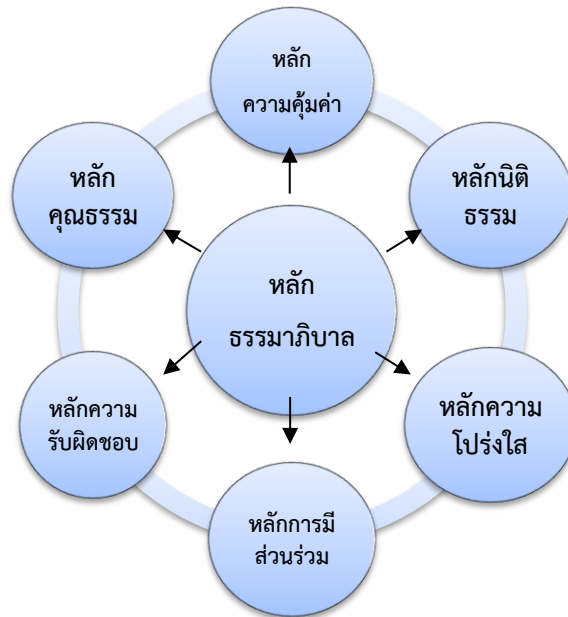 หลัก
ความคุ้มค่า
หลัก
คุณธรรม
หลักนิติ
ธรรม
หลัก
ธรรมาภิบาล
หลักความ
รับผิดชอบ
หลักความ
โปร่งใส
หลักการมี
ส่วนร่วม